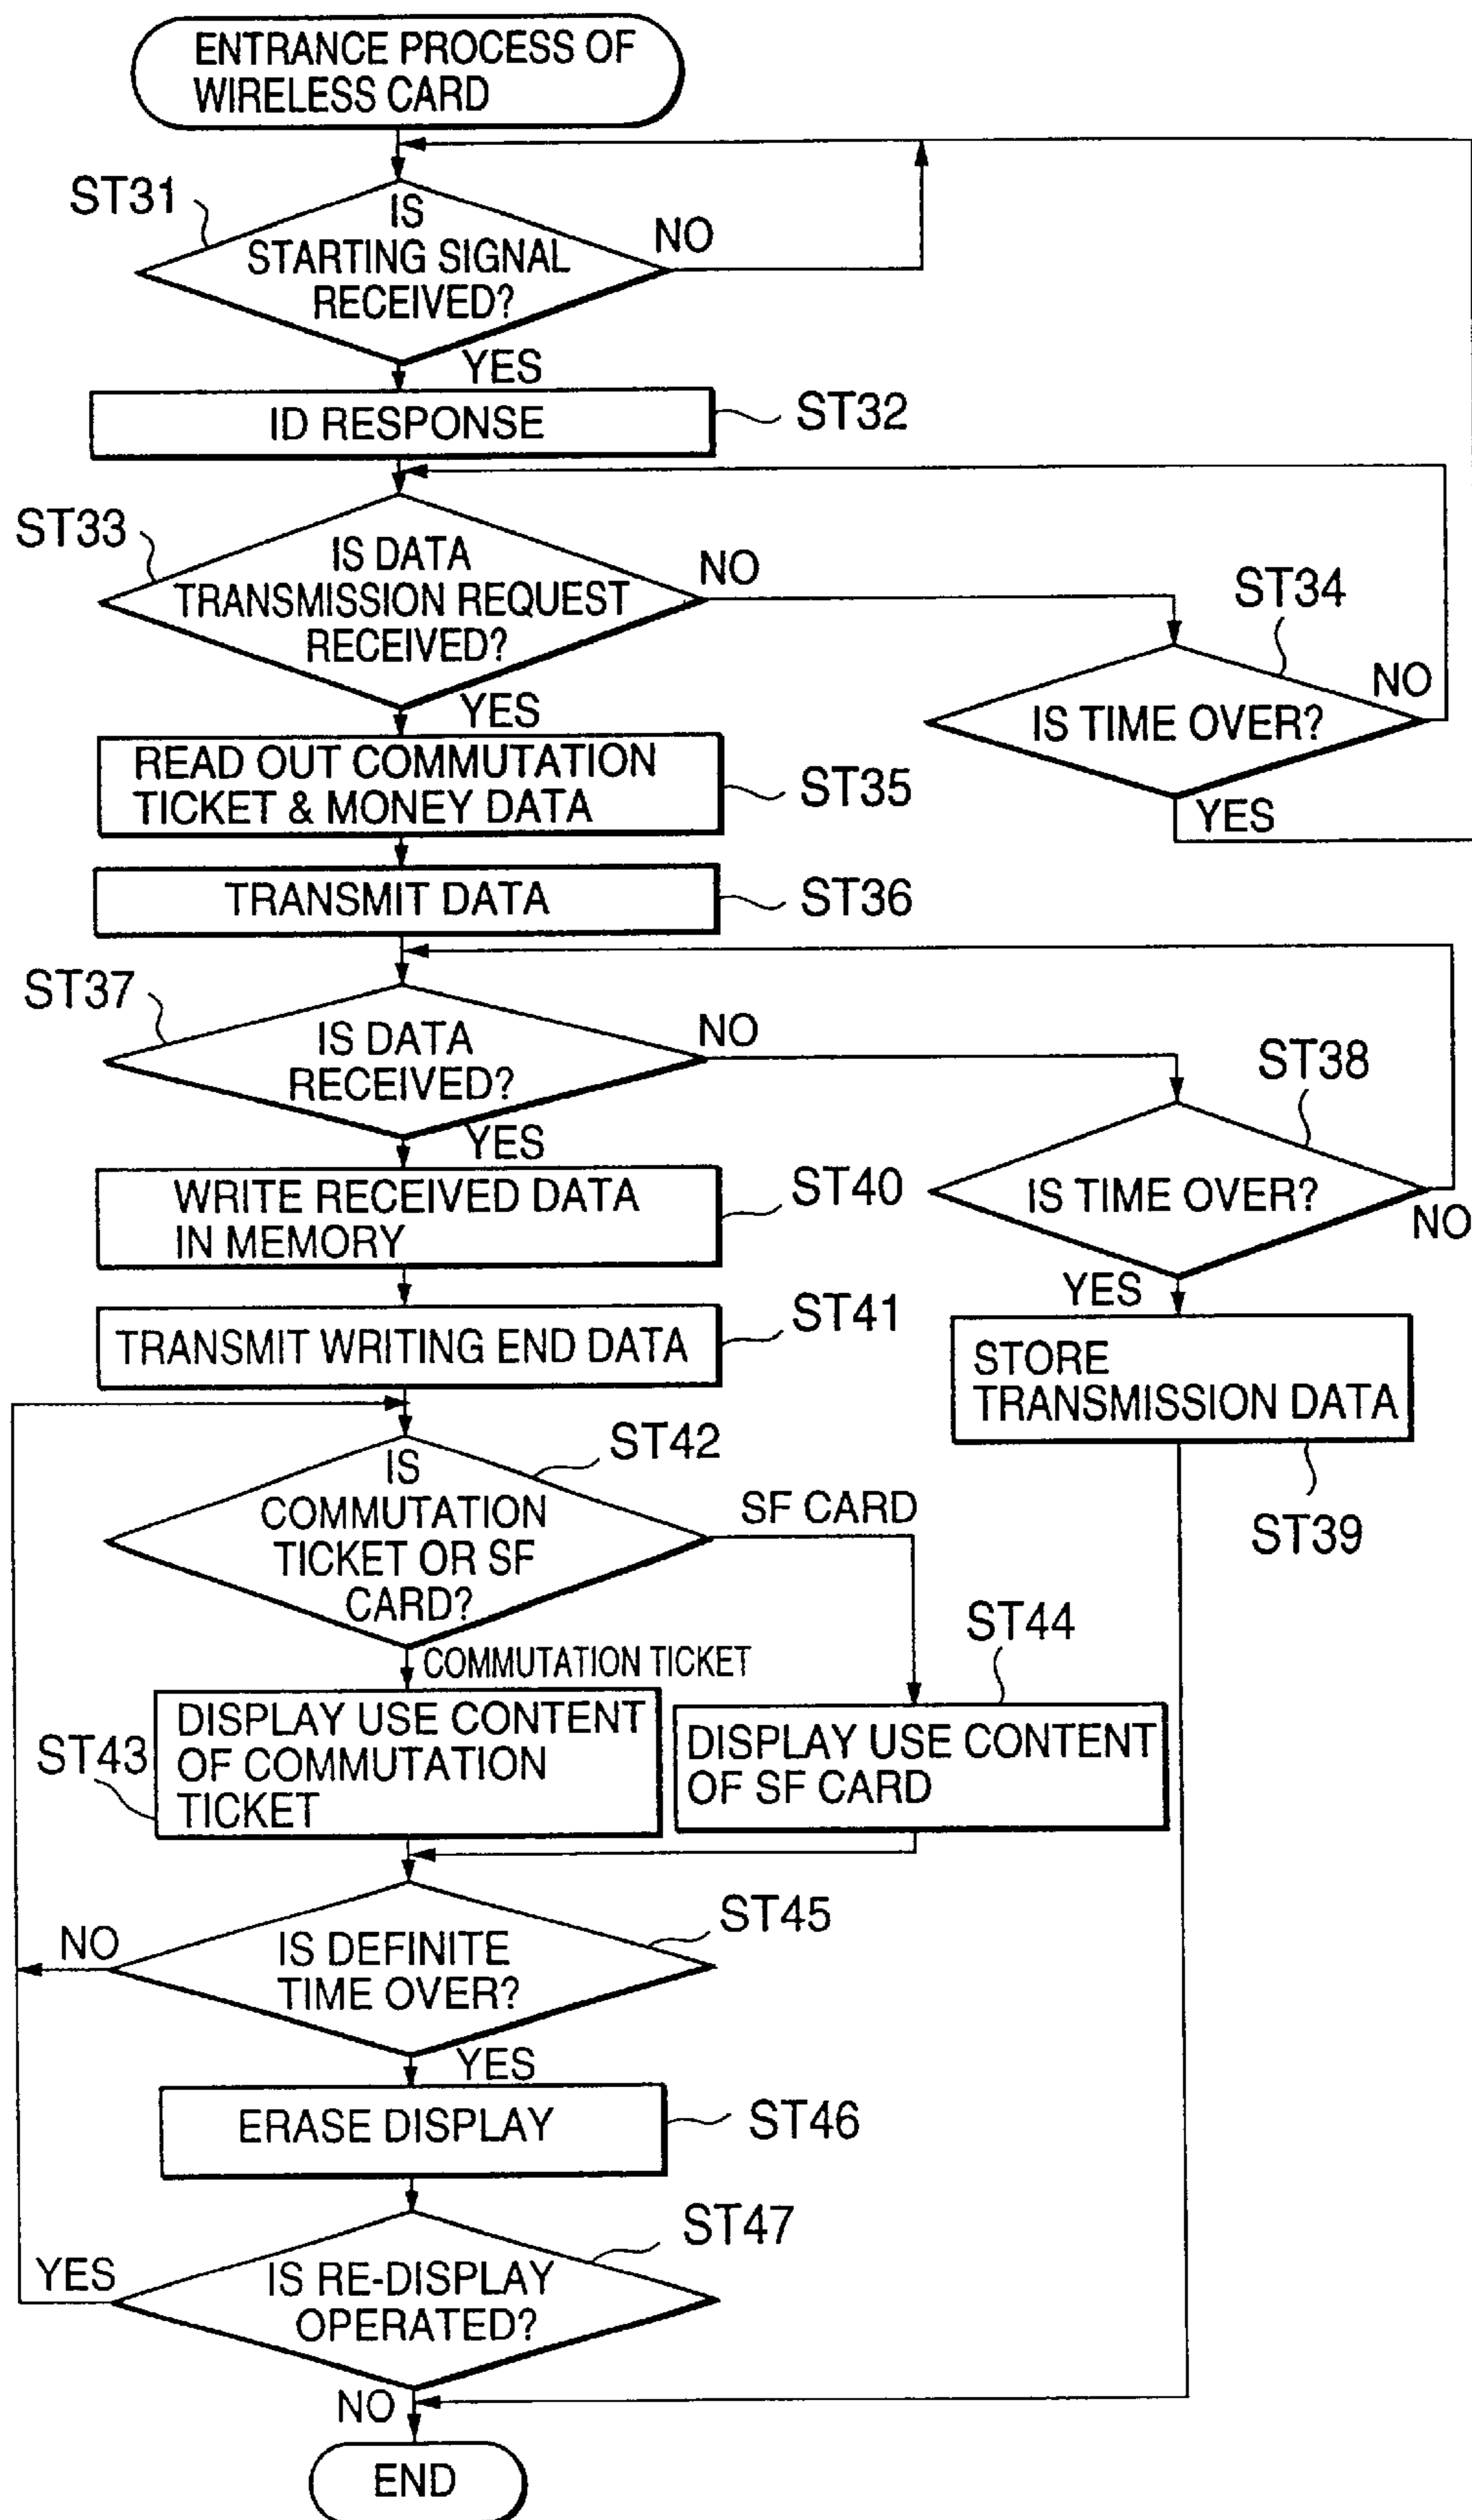 ENTRANCE PROCESS OF
WIRELESS CARD
ST31
IS
STARTING SIGNAL
RECEIVED?
NO
YES
ID RESPONSE
ST32
ST33
IS DATA
TRANSMISSION REQUEST
RECEIVED?
NO
ST34
IS TIME OVER?
NO
YES
YES
READ OUT COMMUTATION
TICKET & MONEY DATA
ST35
TRANSMIT DATA
ST36
ST37
IS DATA
RECEIVED?
NO
ST38
IS TIME OVER?
NO
YES
YES
WRITE RECEIVED DATA
IN MEMORY
ST40
TRANSMIT WRITING END DATA
ST41
STORE
TRANSMISSION DATA
ST39
IS
COMMUTATION
TICKET OR SF
CARD?
ST42
SF CARD
COMMUTATION TICKET
ST43
DISPLAY USE CONTENT
OF COMMUTATION
TICKET
ST44
DISPLAY USE CONTENT
OF SF CARD
ST45
NO
IS DEFINITE
TIME OVER?
YES
ERASE DISPLAY
ST46
ST47
YES
IS RE-DISPLAY
OPERATED?
NO
END